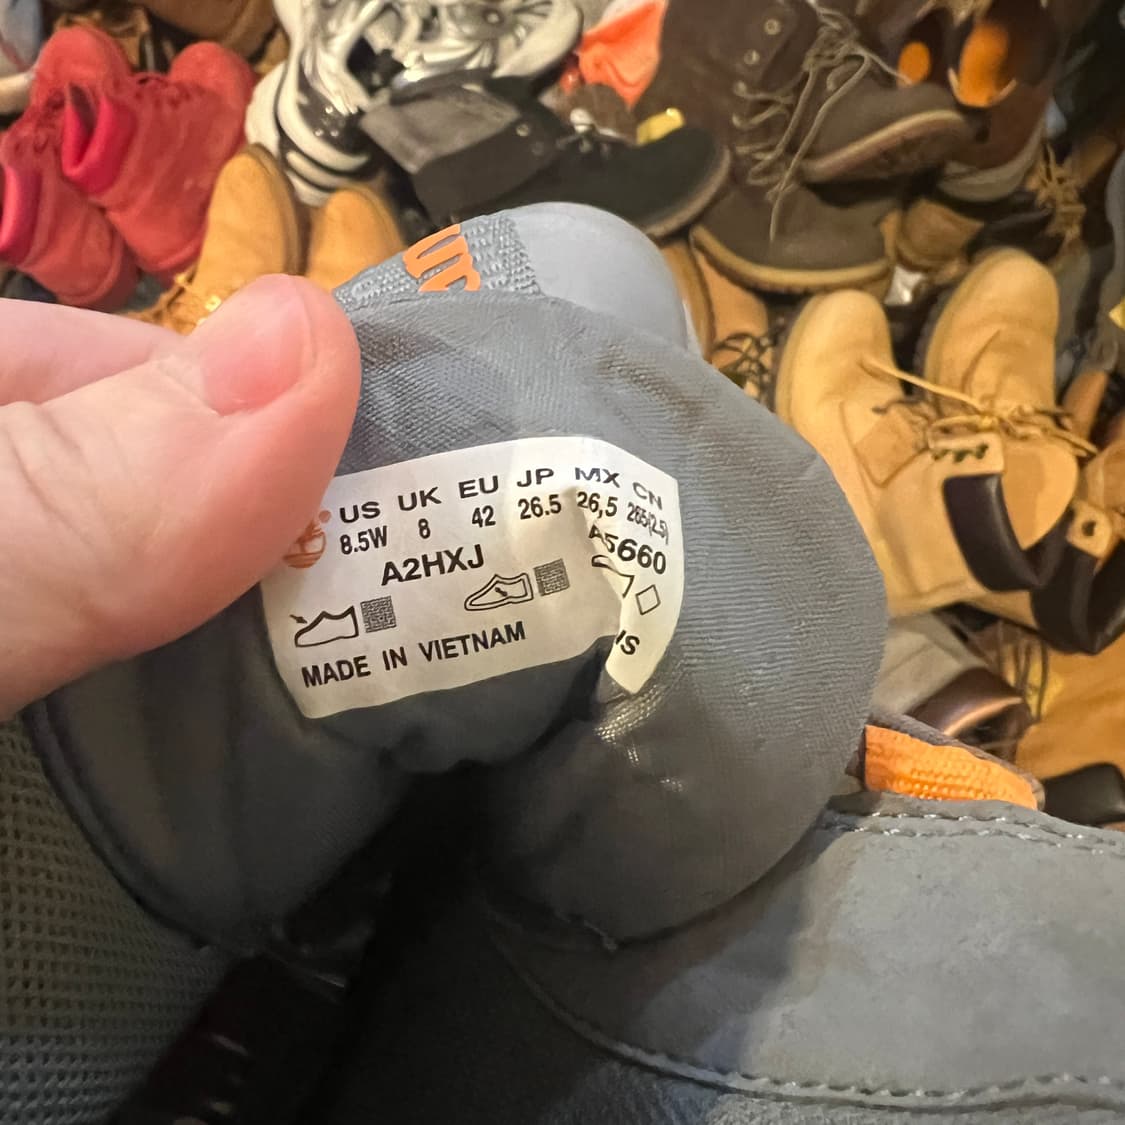 US UK EU JP MX CN
8.5W 8 42 26.5 26,5 265(2.5)
A2HXJ A5660
MADE IN VIETNAM